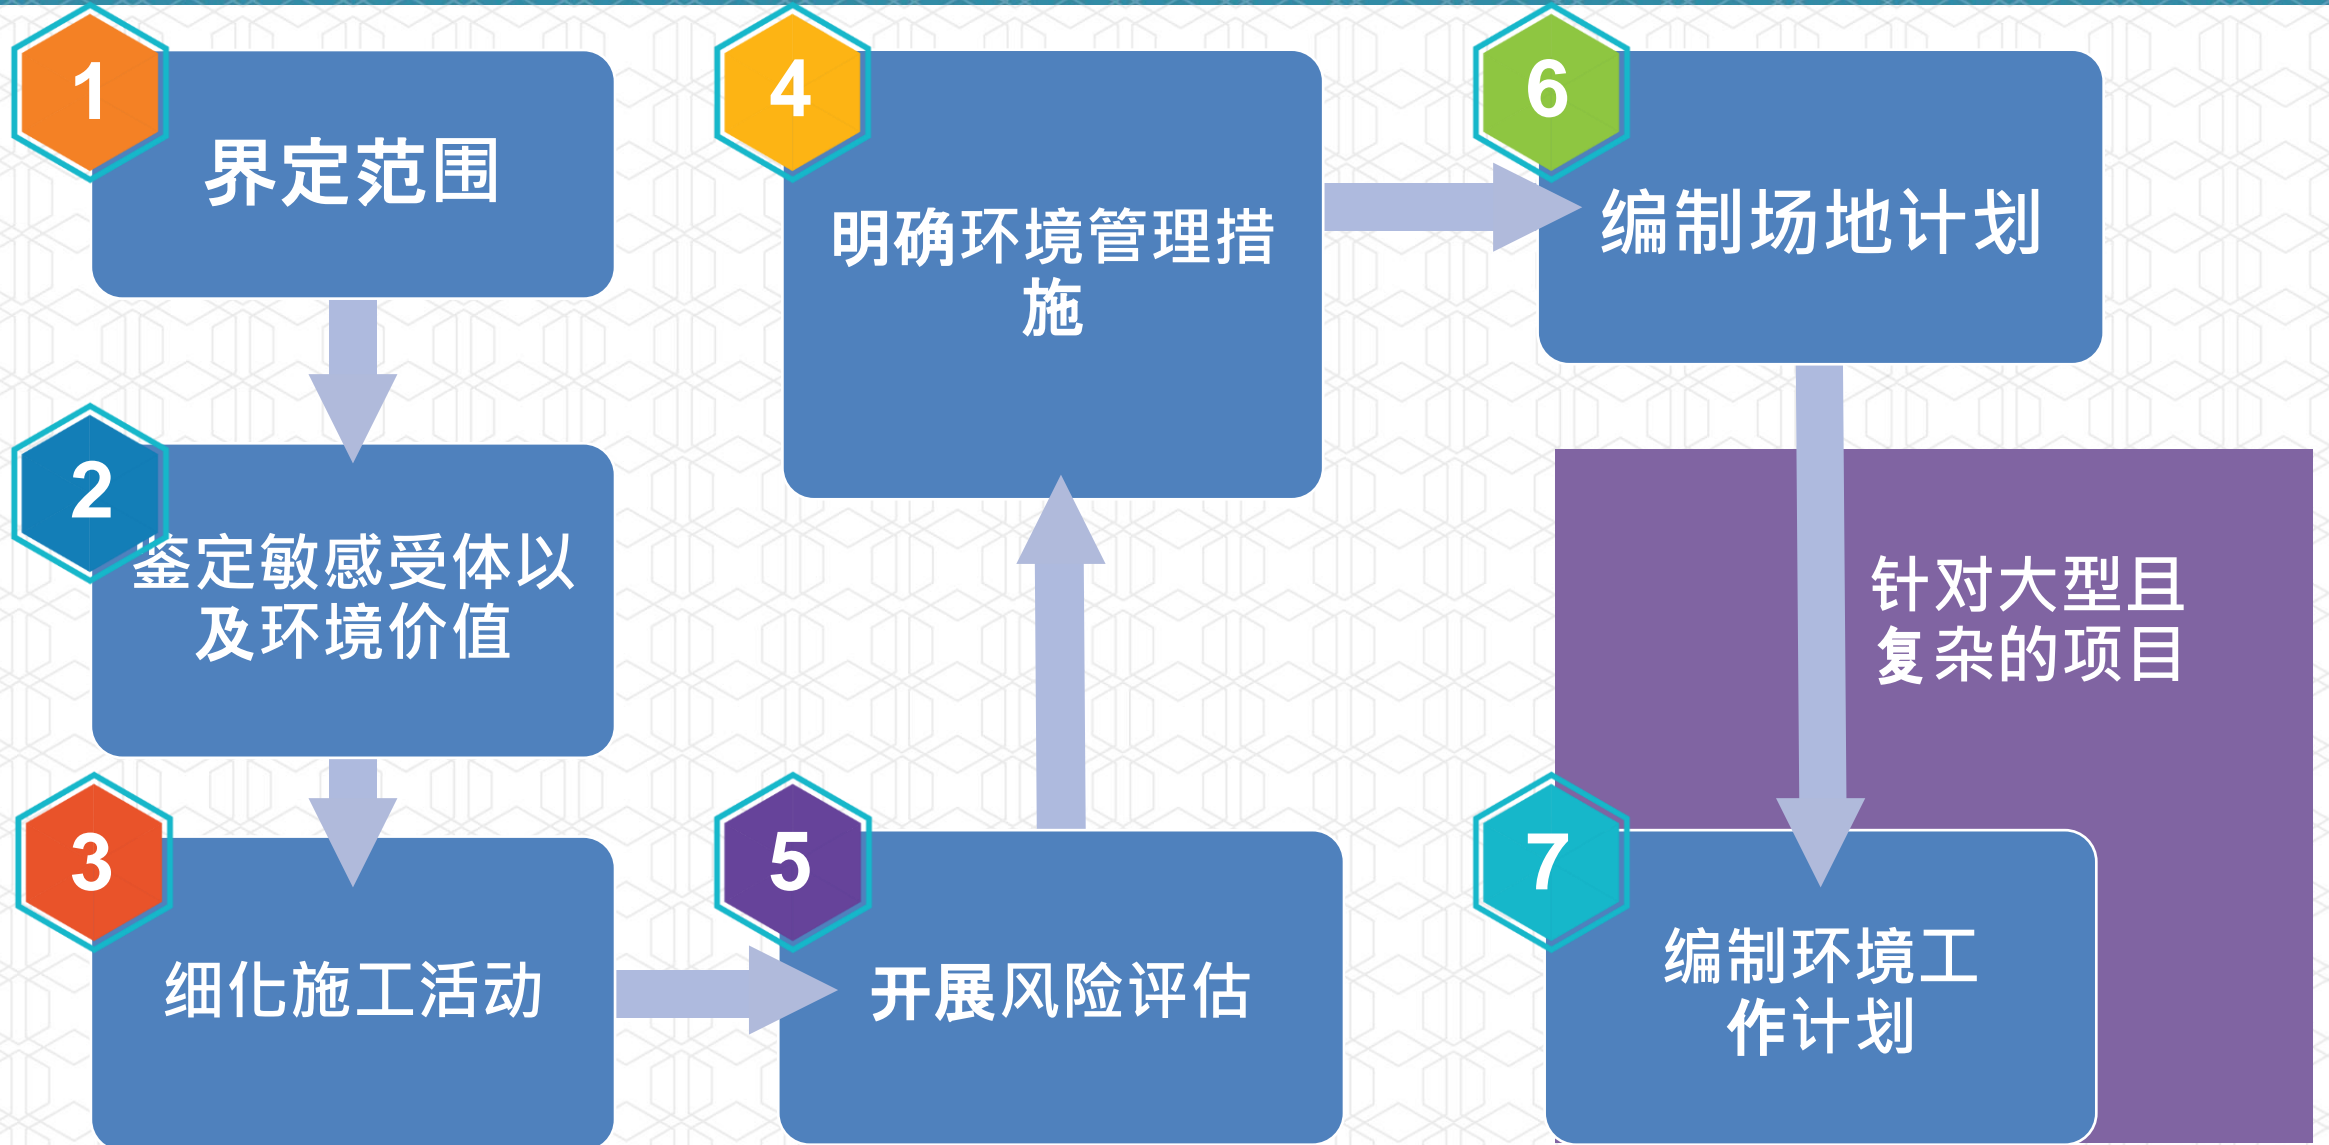 1
界定范围
2
鉴定敏感受体以
及环境价值
3
细化施工活动
4
明确环境管理措
施
5
开展风险评估
6
编制场地计划
针对大型且
复杂的项目
7
编制环境工
作计划